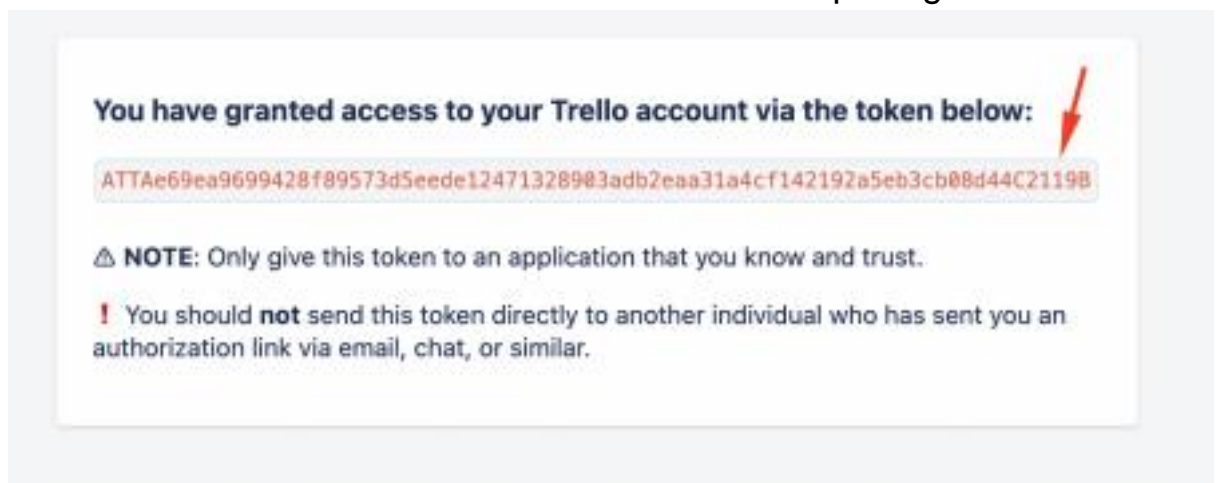 You have granted access to your Trello account via the token below:
ATTAe69ea9699428f89573d5eede12471328903adb2eaa31a4cf142192a5eb3cb08d44C2119B
⚠ NOTE: Only give this token to an application that you know and trust.
❗ You should not send this token directly to another individual who has sent you an
authorization link via email, chat, or similar.